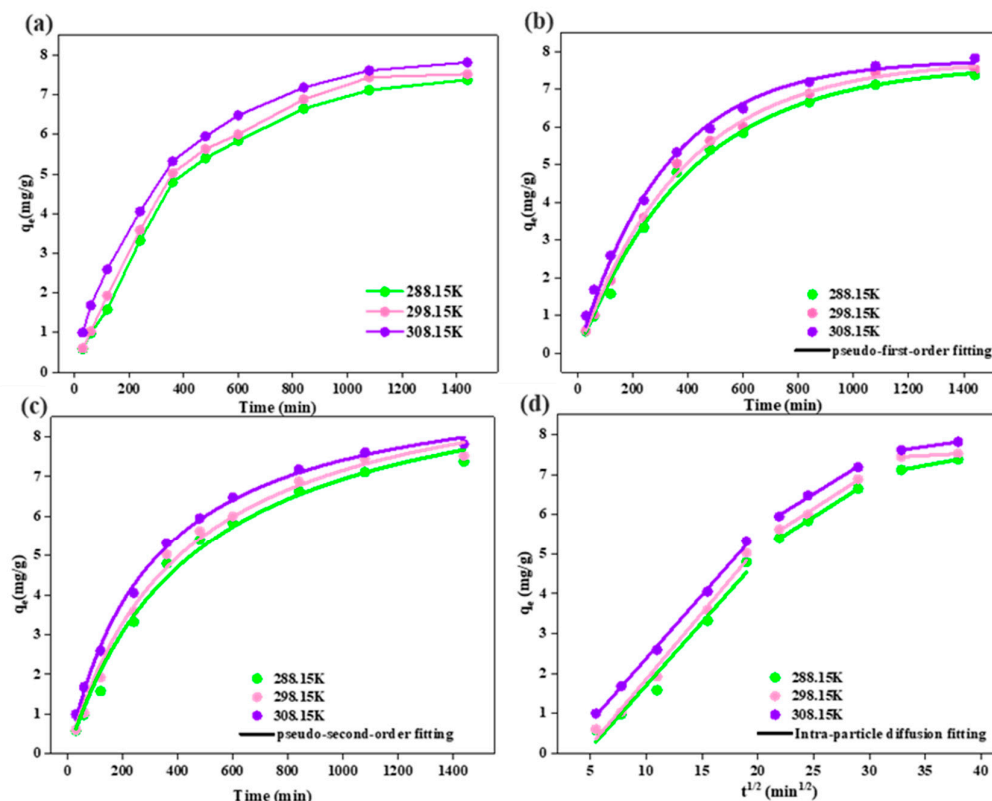 (a)
8
7
6
5
4
3
2
1
0
qe(mg/g)
288.15K
298.15K
308.15K
0 200 400 600 800 1000 1200 1400
Time (min)
(b)
8
7
6
5
4
3
2
1
0
qe(mg/g)
288.15K
298.15K
308.15K
pseudo-first-order fitting
0 200 400 600 800 1000 1200 1400
Time (min)
(c)
8
7
6
5
4
3
2
1
0
qe(mg/g)
288.15K
298.15K
308.15K
pseudo-second-order fitting
0 200 400 600 800 1000 1200 1400
Time (min)
(d)
8
7
6
5
4
3
2
1
0
qe(mg/g)
288.15K
298.15K
308.15K
Intra-particle diffusion fitting
5 10 15 20 25 30 35 40
t1/2 (min1/2)